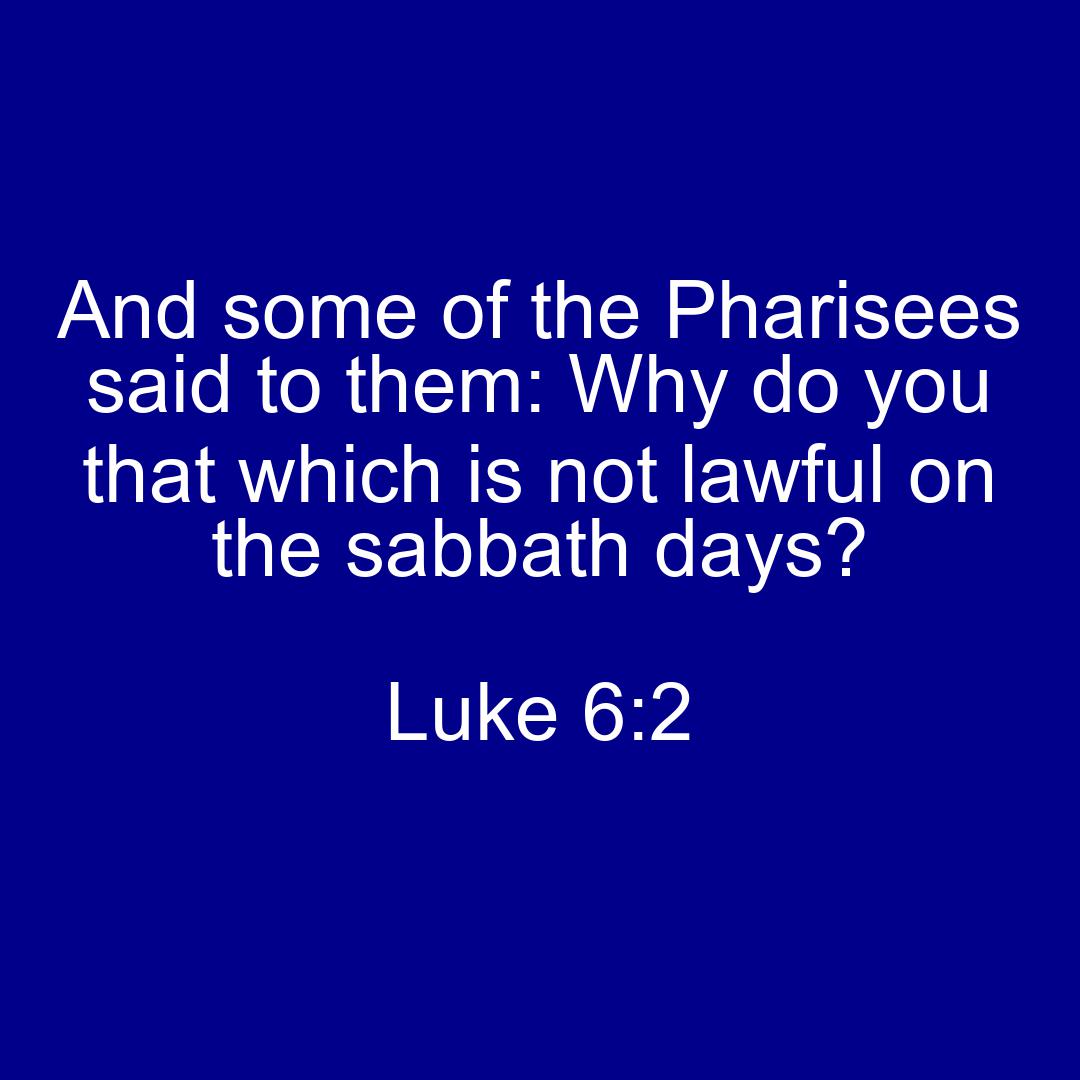 And some of the Pharisees
said to them: Why do you
that which is not lawful on
the sabbath days?
Luke 6:2